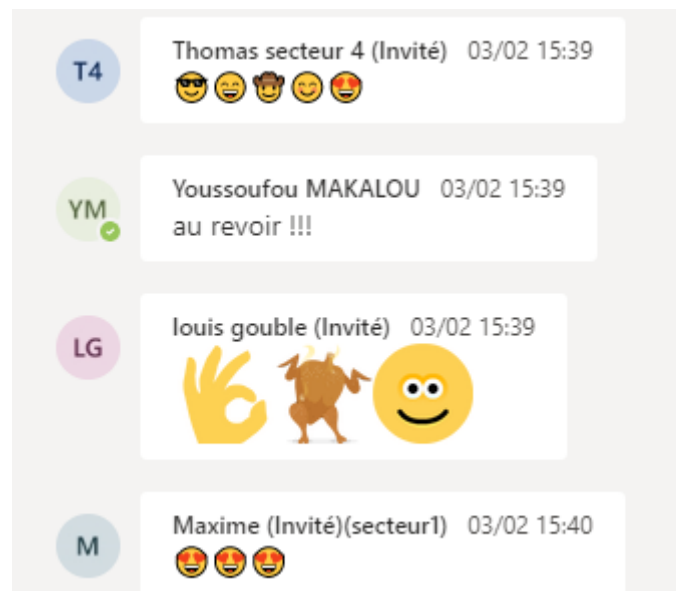 T4
Thomas secteur 4 (Invité) 03/02 15:39
😎😄🤠😊😍
YM
Youssoufou MAKALOU 03/02 15:39
au revoir !!!
LG
louis gouble (Invité) 03/02 15:39
M
Maxime (Invité)(secteur1) 03/02 15:40
😍😍😍